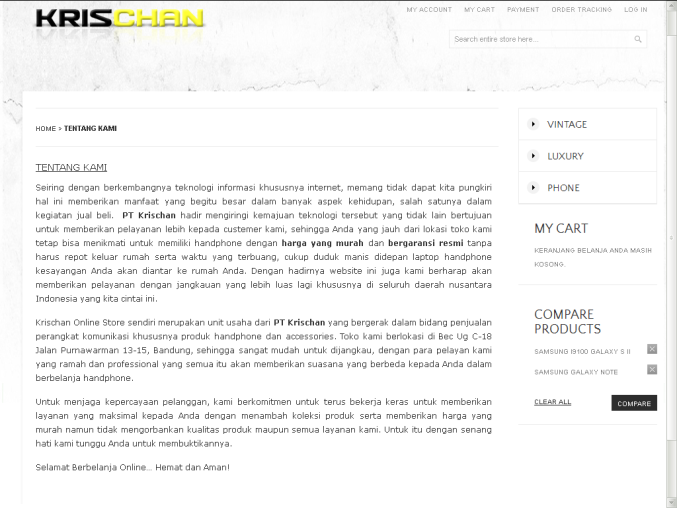 KRISCHAN
MY ACCOUNT MY CART PAYMENT ORDER TRACKING LOG IN
Search entire store here...
HOME > TENTANG KAMI
TENTANG KAMI
Seiring dengan berkembangnya teknologi informasi khususnya internet, memang tidak dapat kita pungkiri
hal ini memberikan manfaat yang begitu besar dalam banyak aspek kehidupan, salah satunya dalam
kegiatan jual beli. PT Krischan hadir mengiringi kemajuan teknologi tersebut yang tidak lain bertujuan
untuk memberikan pelayanan lebih kepada custemer kami, sehingga Anda yang jauh dari lokasi toko kami
tetap bisa menikmati untuk memiliki handphone dengan harga yang murah dan bergaransi resmi tanpa
harus repot keluar rumah serta waktu yang terbuang, cukup duduk manis didepan laptop handphone
kesayangan Anda akan diantar ke rumah Anda. Dengan hadirnya website ini juga kami berharap akan
memberikan pelayanan dengan jangkauan yang lebih luas lagi khususnya di seluruh daerah nusantara
Indonesia yang kita cintai ini.
Krischan Online Store sendiri merupakan unit usaha dari PT Krischan yang bergerak dalam bidang penjualan
perangkat komunikasi khususnya produk handphone dan accessories. Toko kami berlokasi di Bec Ug C-18
Jalan Purnawarman 13-15, Bandung, sehingga sangat mudah untuk dijangkau, dengan para pelayan kami
yang ramah dan professional yang semua itu akan memberikan suasana yang berbeda kepada Anda dalam
berbelanja handphone.
Untuk menjaga kepercayaan pelanggan, kami berkomitmen untuk terus bekerja keras untuk memberikan
layanan yang maksimal kepada Anda dengan menambah koleksi produk serta memberikan harga yang
murah namun tidak mengorbankan kualitas produk maupun semua layanan kami. Untuk itu dengan senang
hati kami tunggu Anda untuk membuktikannya.
Selamat Berbelanja Online... Hemat dan Aman!
VINTAGE
LUXURY
PHONE
MY CART
KERANJANG BELANJA ANDA MASIH
KOSONG.
COMPARE
PRODUCTS
SAMSUNG I9100 GALAXY S II
SAMSUNG GALAXY NOTE
CLEAR ALL COMPARE